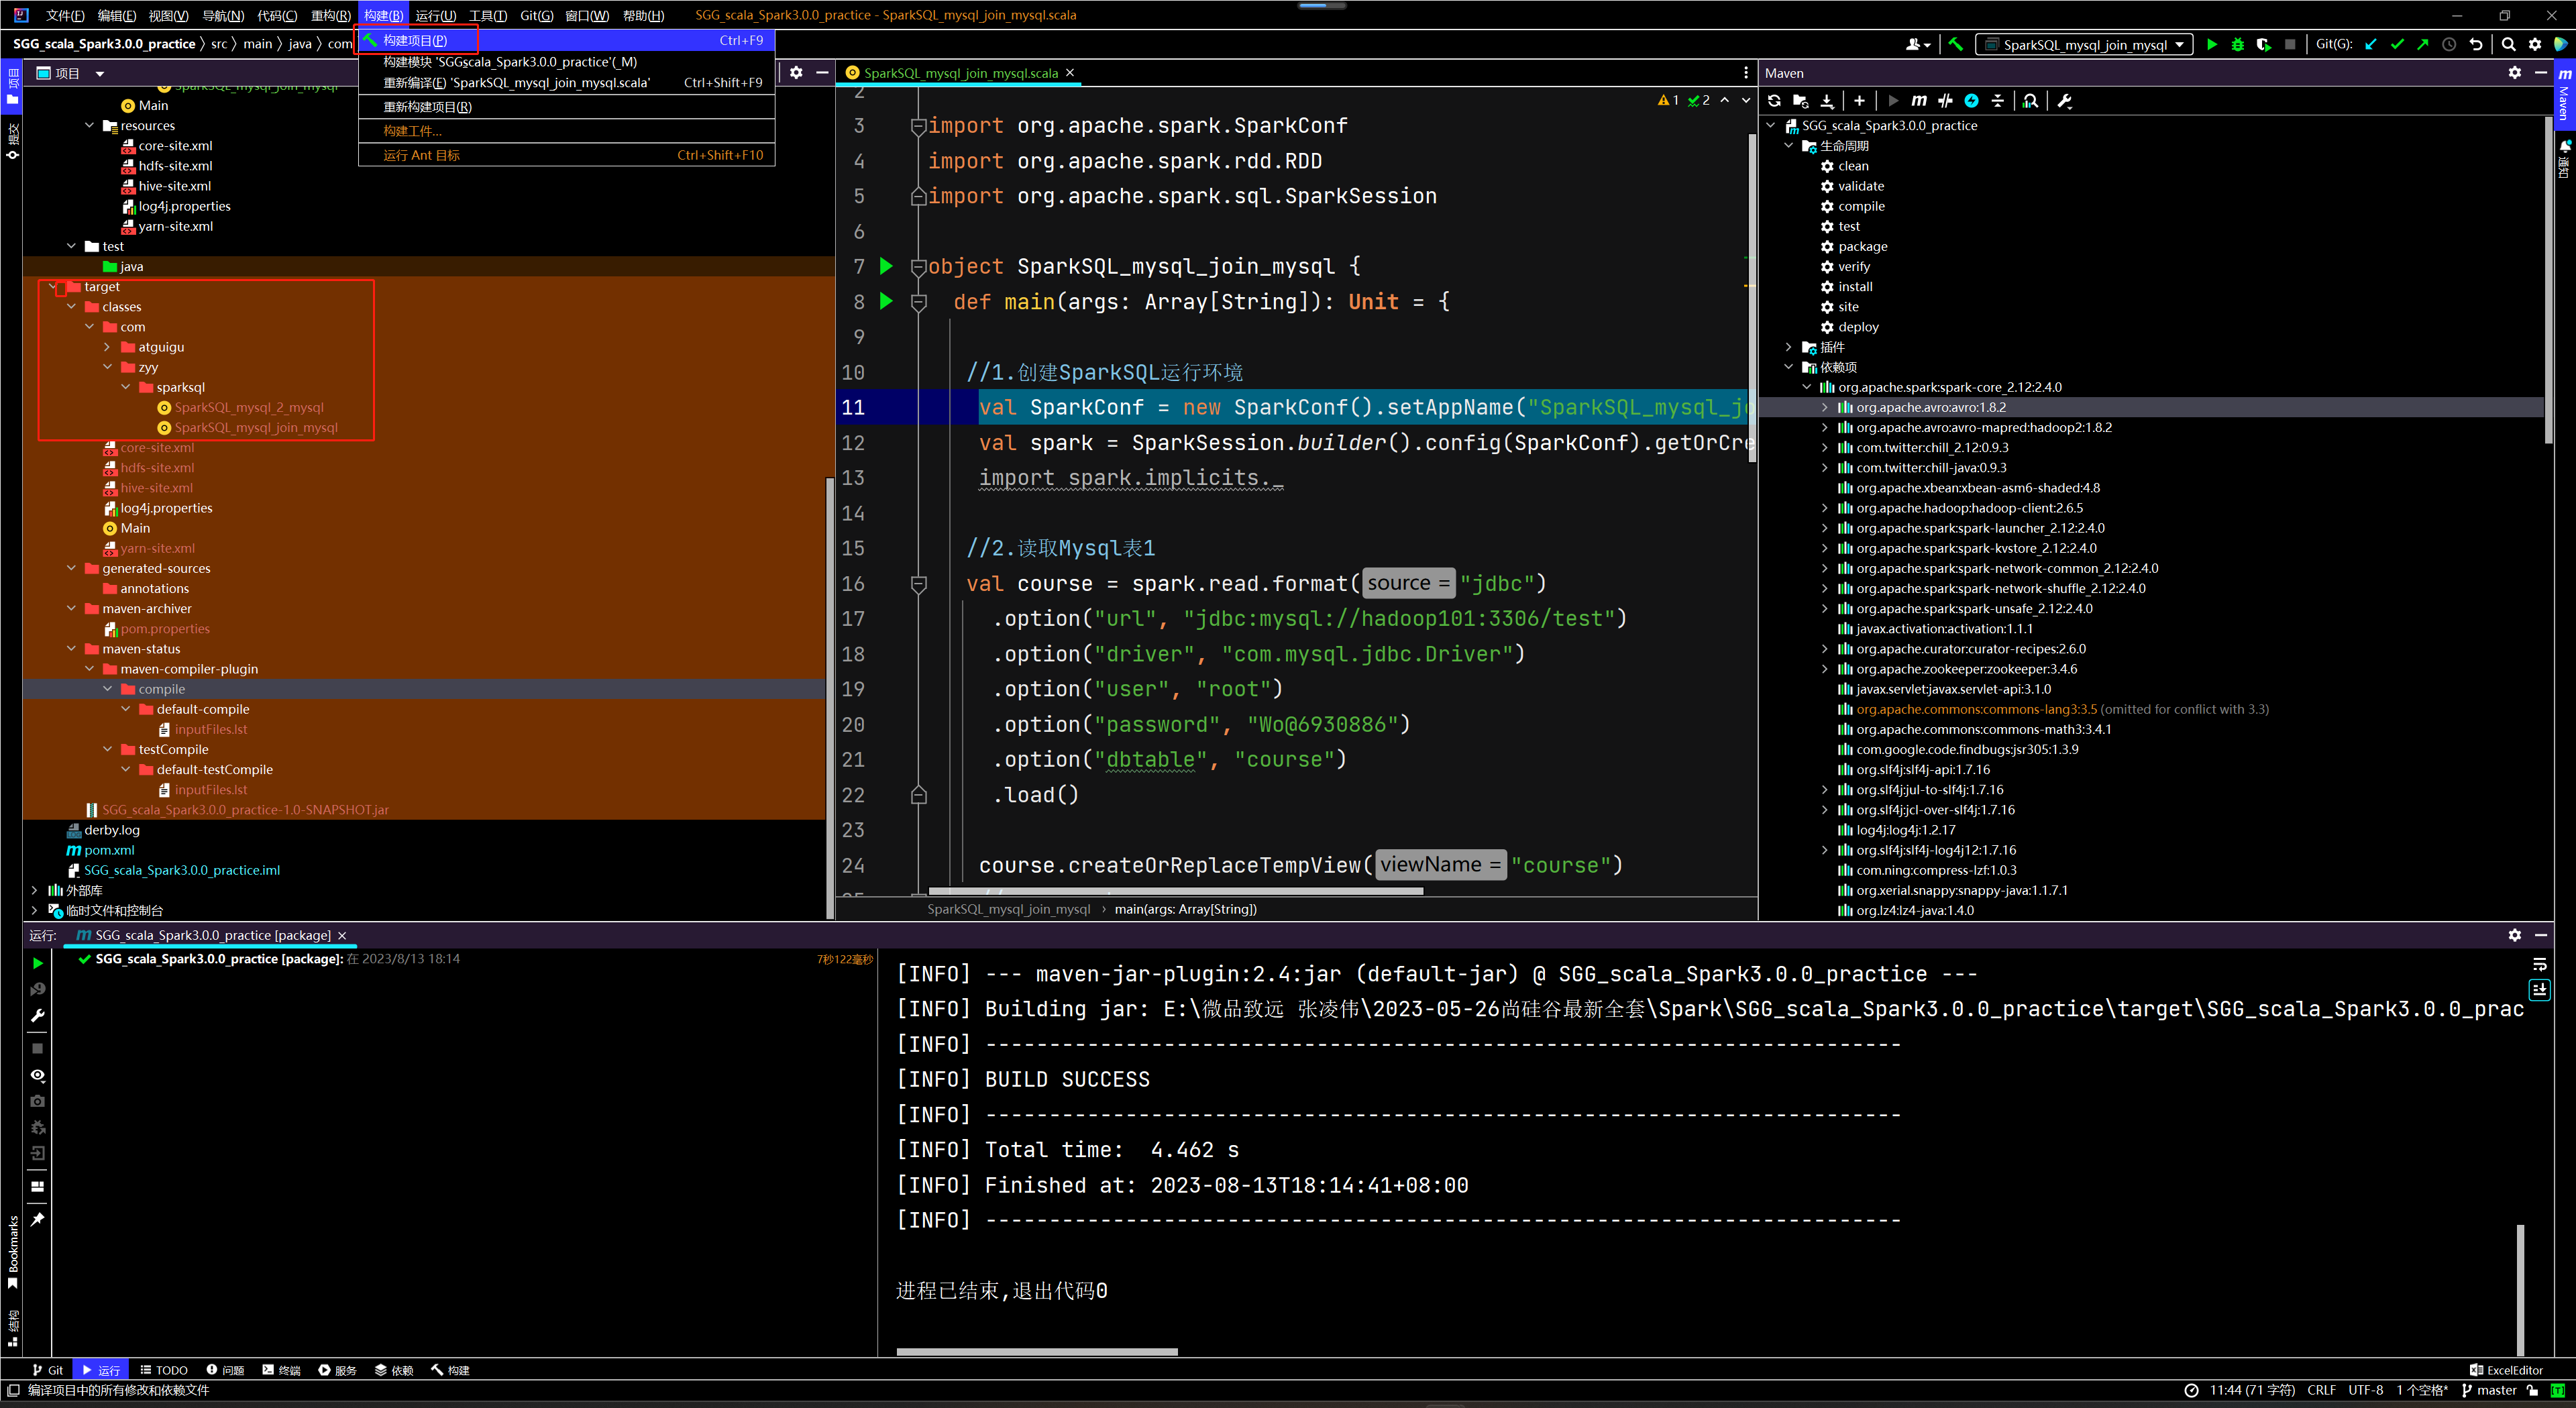 文件(F) 编辑(E) 视图(V) 导航(N) 代码(C) 重构(R) 构建(B) 运行(U) 工具(T) Git(G) 窗口(W) 帮助(H) SGG_scala_Spark3.0.0_practice - SparkSQL_mysql_join_mysql.scala
SGG_scala_Spark3.0.0_practice 〉 src 〉 main 〉 java 〉 com
SparkSQL_mysql_join_mysql Git(G):
构建项目(P) Ctrl+F9
构建模块 'SGGscala_Spark3.0.0_practice'(_M)
重新编译(E) 'SparkSQL_mysql_join_mysql.scala' Ctrl+Shift+F9
重新构建项目(R)
构建工件...
运行 Ant 目标 Ctrl+Shift+F10
项目
提交
Bookmarks
结构
项目
SparkSQL_mysql_join_mysql
Main
resources
core-site.xml
hdfs-site.xml
hive-site.xml
log4j.properties
yarn-site.xml
test
java
target
classes
com
atguigu
zyy
sparksql
SparkSQL_mysql_2_mysql
SparkSQL_mysql_join_mysql
core-site.xml
hdfs-site.xml
hive-site.xml
log4j.properties
Main
yarn-site.xml
generated-sources
annotations
maven-archiver
pom.properties
maven-status
maven-compiler-plugin
compile
default-compile
inputFiles.lst
testCompile
default-testCompile
inputFiles.lst
SGG_scala_Spark3.0.0_practice-1.0-SNAPSHOT.jar
derby.log
pom.xml
SGG_scala_Spark3.0.0_practice.iml
外部库
临时文件和控制台
SparkSQL_mysql_join_mysql.scala
1 2
2
3 import org.apache.spark.SparkConf
4 import org.apache.spark.rdd.RDD
5 import org.apache.spark.sql.SparkSession
6
7 object SparkSQL_mysql_join_mysql {
8 def main(args: Array[String]): Unit = {
9
10 //1.创建SparkSQL运行环境
11 val SparkConf = new SparkConf().setAppName("SparkSQL_mysql_jo
12 val spark = SparkSession.builder().config(SparkConf).getOrCre
13 import spark.implicits._
14
15 //2.读取Mysql表1
16 val course = spark.read.format( source = "jdbc")
17 .option("url", "jdbc:mysql://hadoop101:3306/test")
18 .option("driver", "com.mysql.jdbc.Driver")
19 .option("user", "root")
20 .option("password", "Wo@6930886")
21 .option("dbtable", "course")
22 .load()
23
24 course.createOrReplaceTempView( viewName = "course")
SparkSQL_mysql_join_mysql › main(args: Array[String])
Maven
SGG_scala_Spark3.0.0_practice
生命周期
clean
validate
compile
test
package
verify
install
site
deploy
插件
依赖项
org.apache.spark:spark-core_2.12:2.4.0
org.apache.avro:avro:1.8.2
org.apache.avro:avro-mapred:hadoop2:1.8.2
com.twitter:chill_2.12:0.9.3
com.twitter:chill-java:0.9.3
org.apache.xbean:xbean-asm6-shaded:4.8
org.apache.hadoop:hadoop-client:2.6.5
org.apache.spark:spark-launcher_2.12:2.4.0
org.apache.spark:spark-kvstore_2.12:2.4.0
org.apache.spark:spark-network-common_2.12:2.4.0
org.apache.spark:spark-network-shuffle_2.12:2.4.0
org.apache.spark:spark-unsafe_2.12:2.4.0
javax.activation:activation:1.1.1
org.apache.curator:curator-recipes:2.6.0
org.apache.zookeeper:zookeeper:3.4.6
javax.servlet:javax.servlet-api:3.1.0
org.apache.commons:commons-lang3:3.5 (omitted for conflict with 3.3)
org.apache.commons:commons-math3:3.4.1
com.google.code.findbugs:jsr305:1.3.9
org.slf4j:slf4j-api:1.7.16
org.slf4j:jul-to-slf4j:1.7.16
org.slf4j:jcl-over-slf4j:1.7.16
log4j:log4j:1.2.17
org.slf4j:slf4j-log4j12:1.7.16
com.ning:compress-lzf:1.0.3
org.xerial.snappy:snappy-java:1.1.7.1
org.lz4:lz4-java:1.4.0
Maven
通知
运行: SGG_scala_Spark3.0.0_practice [package]
SGG_scala_Spark3.0.0_practice [package]: 在 2023/8/13 18:14 7秒122毫秒
[INFO] --- maven-jar-plugin:2.4:jar (default-jar) @ SGG_scala_Spark3.0.0_practice ---
[INFO] Building jar: E:\微品致远 张凌伟\2023-05-26尚硅谷最新全套\Spark\SGG_scala_Spark3.0.0_practice\target\SGG_scala_Spark3.0.0_prac
[INFO] ------------------------------------------------------------------------
[INFO] BUILD SUCCESS
[INFO] ------------------------------------------------------------------------
[INFO] Total time:  4.462 s
[INFO] Finished at: 2023-08-13T18:14:41+08:00
[INFO] ------------------------------------------------------------------------
进程已结束,退出代码0
Git 运行 TODO 问题 终端 服务 依赖 构建 ExcelEditor
编译项目中的所有修改和依赖文件 11:44 (71 字符) CRLF UTF-8 1 个空格* master